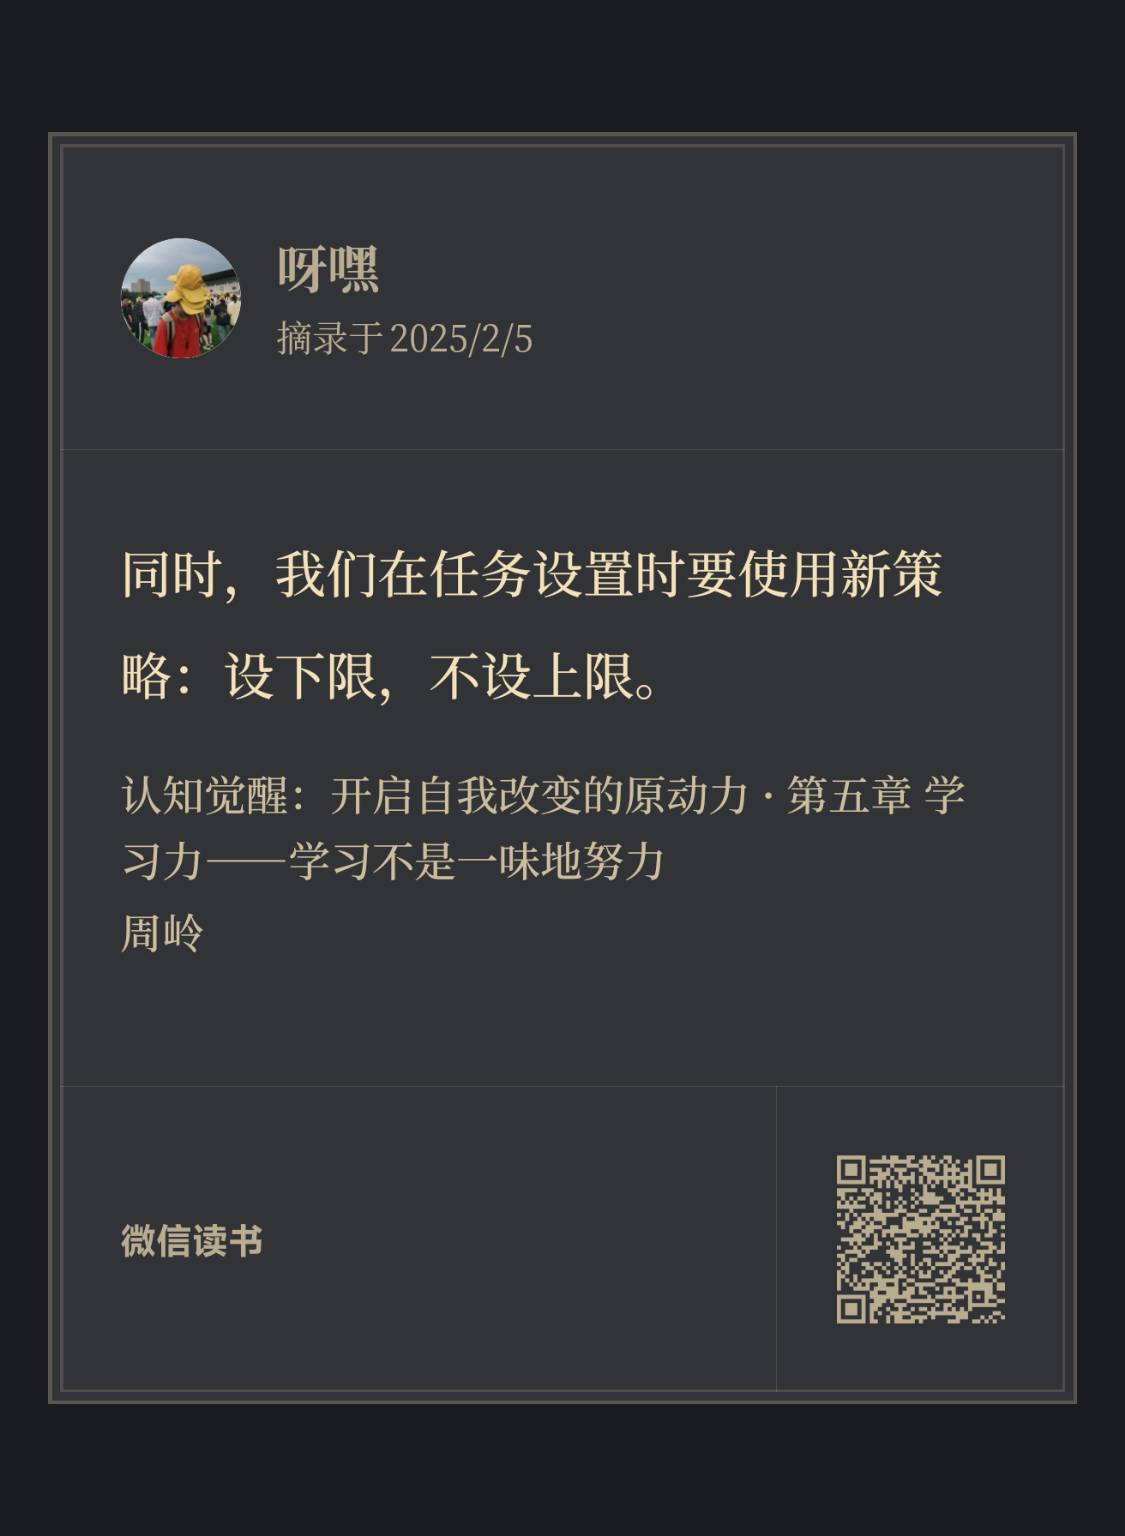 呀嘿
摘录于 2025/2/5
同时，我们在任务设置时要使用新策
略：设下限，不设上限。
认知觉醒：开启自我改变的原动力 · 第五章 学
习力——学习不是一味地努力
周岭
微信读书